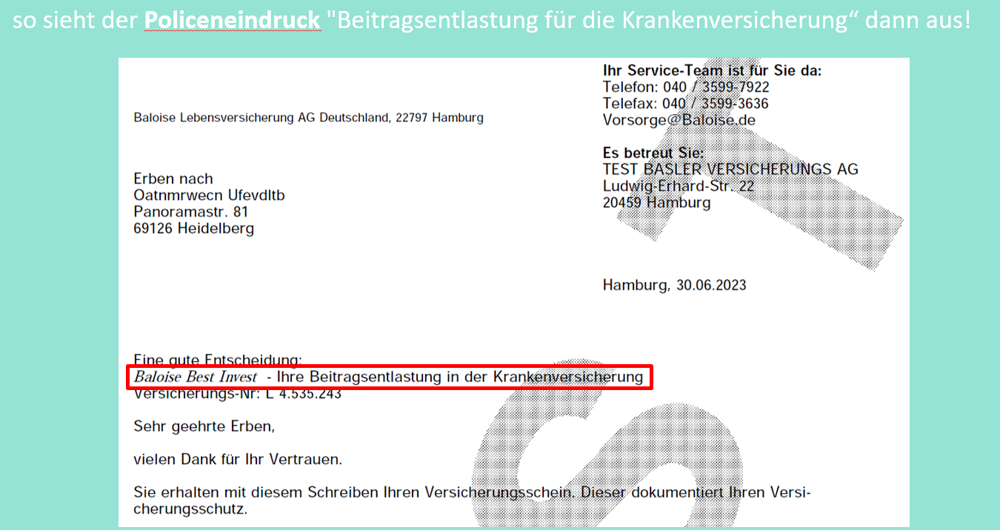 so sieht der Policeneindruck "Beitragsentlastung für die Krankenversicherung“ dann aus!
Ihr Service-Team ist für Sie da:
Telefon: 040 / 3599-7922
Telefax: 040 / 3599-3636
Vorsorge@Baloise.de
Baloise Lebensversicherung AG Deutschland, 22797 Hamburg
Es betreut Sie:
TEST BASLER VERSICHERUNGS AG
Ludwig-Erhard-Str. 22
20459 Hamburg
Erben nach
Oatnmrwecn Ufevdltb
Panoramastr. 81
69126 Heidelberg
Hamburg, 30.06.2023
Eine gute Entscheidung:
Baloise Best Invest - Ihre Beitragsentlastung in der Krankenversicherung
Versicherungs-Nr: L 4.535.243
Sehr geehrte Erben,
vielen Dank für Ihr Vertrauen.
Sie erhalten mit diesem Schreiben Ihren Versicherungsschein. Dieser dokumentiert Ihren Versi-
cherungsschutz.